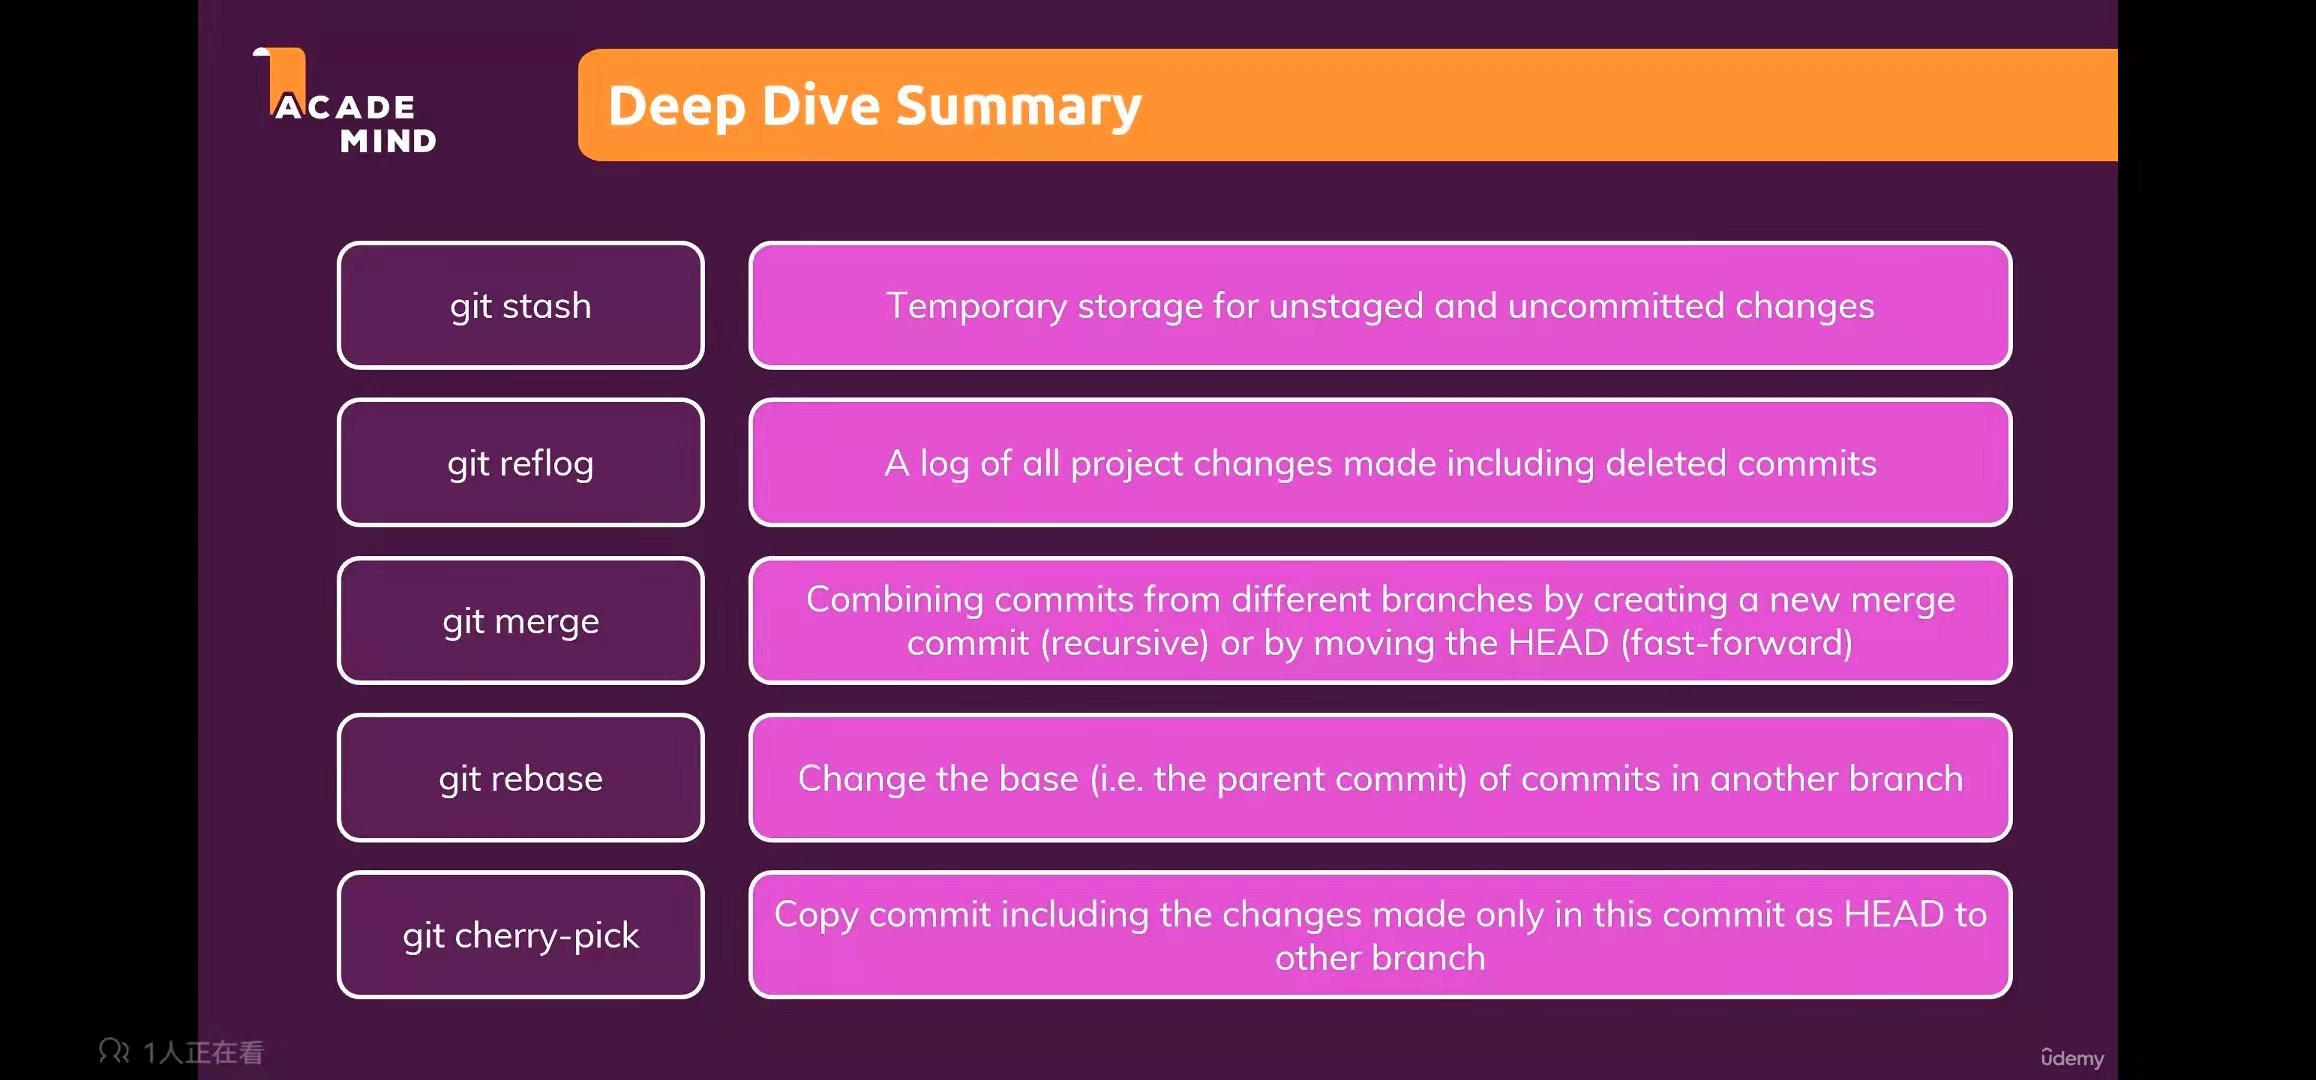 ACADE
MIND
Deep Dive Summary
git stash
Temporary storage for unstaged and uncommitted changes
git reflog
A log of all project changes made including deleted commits
git merge
Combining commits from different branches by creating a new merge
commit (recursive) or by moving the HEAD (fast-forward)
git rebase
Change the base (i.e. the parent commit) of commits in another branch
git cherry-pick
Copy commit including the changes made only in this commit as HEAD to
other branch
1人正在看
ûdemy